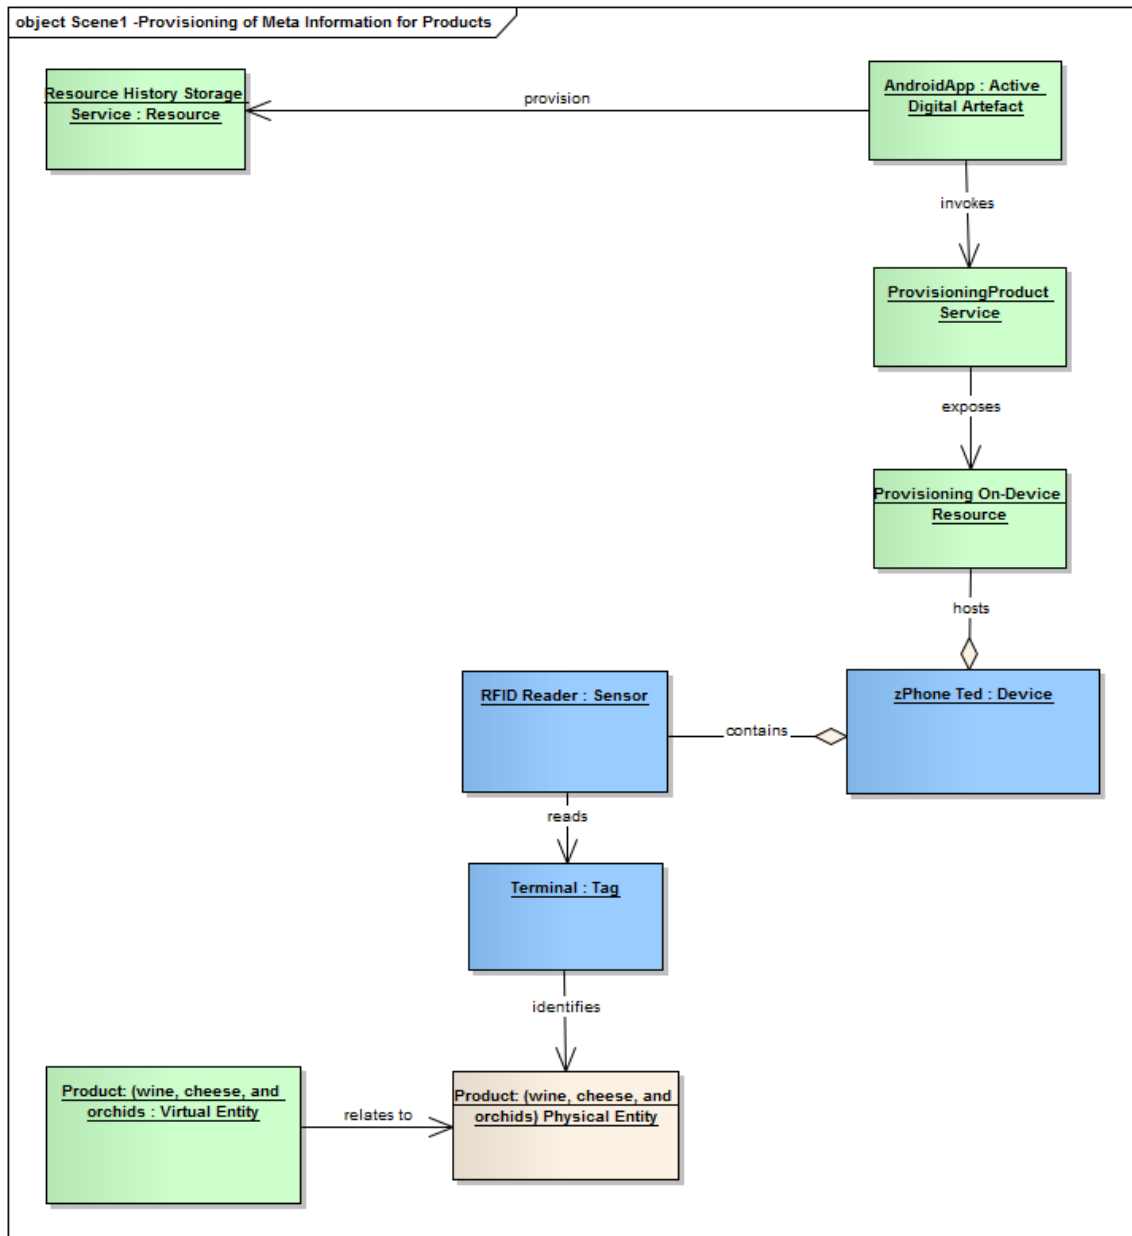 object Scene1 -Provisioning of Meta Information for Products
Resource History Storage
Service : Resource
provision
AndroidApp : Active
Digital Artefact
invokes
ProvisioningProduct
Service
exposes
Provisioning On-Device
Resource
hosts
RFID Reader : Sensor
contains
zPhone Ted : Device
reads
Terminal : Tag
identifies
Product: (wine, cheese, and
orchids : Virtual Entity
relates to
Product: (wine, cheese, and
orchids) Physical Entity